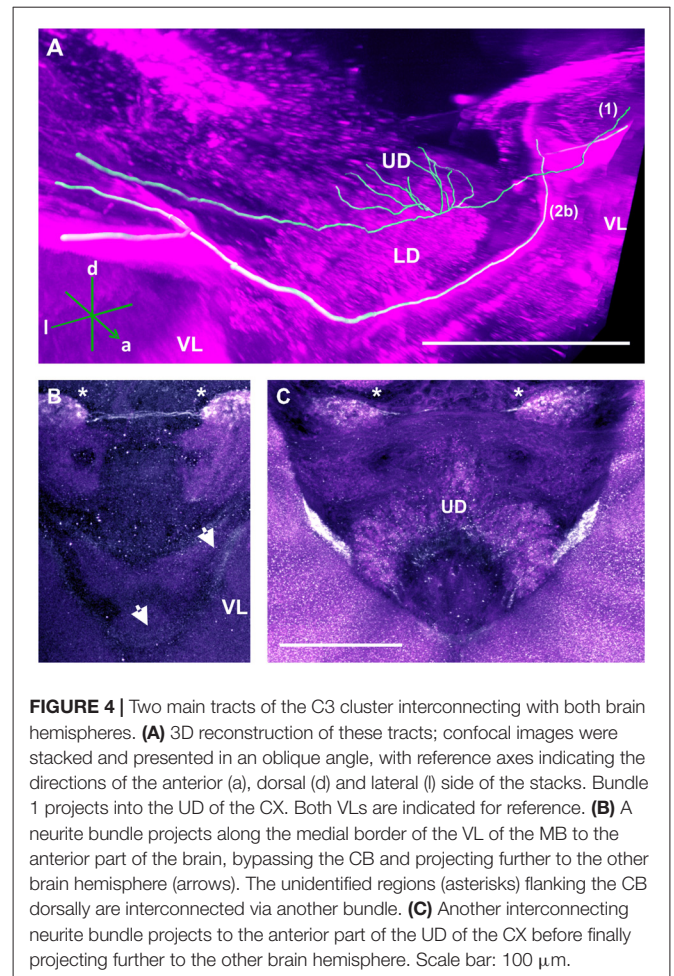 A
(1)
UD
(2b)
VL
LD
d
l
a
VL
B
*
*
C
*
*
UD
VL
FIGURE 4 | Two main tracts of the C3 cluster interconnecting with both brain
hemispheres. (A) 3D reconstruction of these tracts; confocal images were
stacked and presented in an oblique angle, with reference axes indicating the
directions of the anterior (a), dorsal (d) and lateral (l) side of the stacks. Bundle
1 projects into the UD of the CX. Both VLs are indicated for reference. (B) A
neurite bundle projects along the medial border of the VL of the MB to the
anterior part of the brain, bypassing the CB and projecting further to the other
brain hemisphere (arrows). The unidentified regions (asterisks) flanking the CB
dorsally are interconnected via another bundle. (C) Another interconnecting
neurite bundle projects to the anterior part of the UD of the CX before finally
projecting further to the other brain hemisphere. Scale bar: 100 μm.